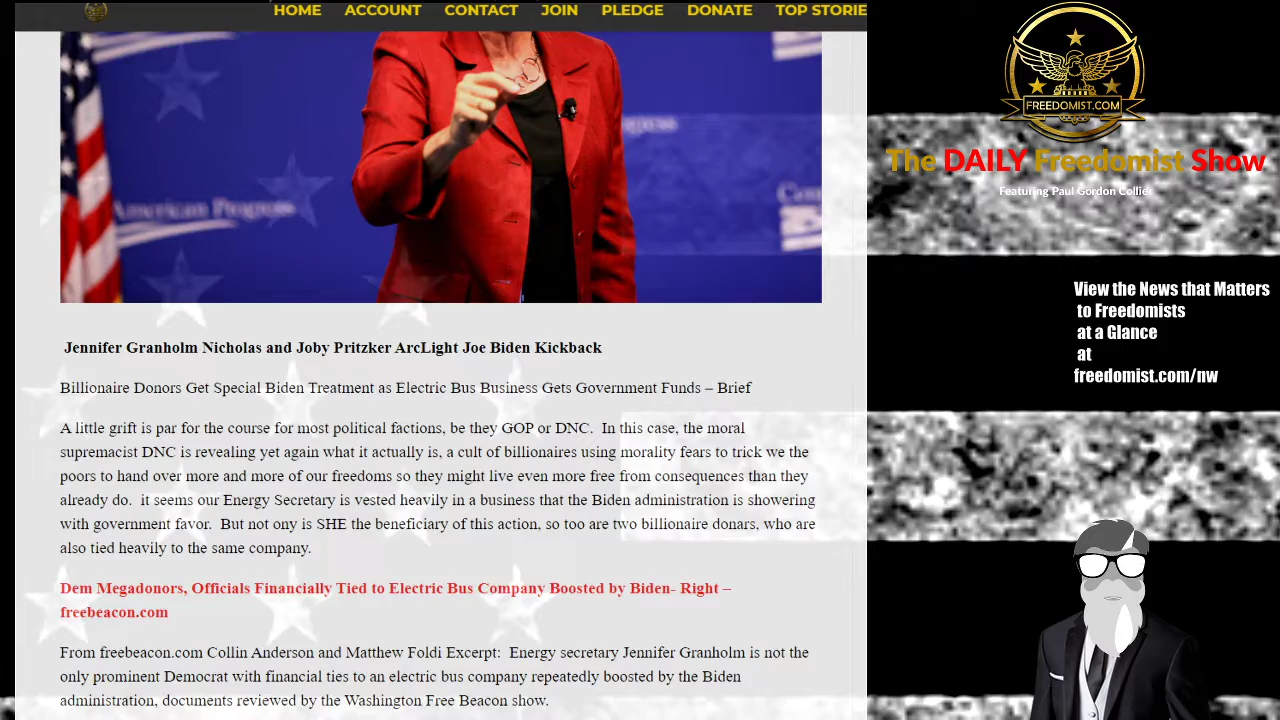 HOME ACCOUNT CONTACT JOIN PLEDGE DONATE TOP STORIE
American Progress
FREEDOMIST.COM
The DAILY Freedomist Show
Featuring Paul Gordon Collie
View the News that Matters
to Freedomists
at a Glance
at
freedomist.com/nw
Jennifer Granholm Nicholas and Joby Pritzker ArcLight Joe Biden Kickback
Billionaire Donors Get Special Biden Treatment as Electric Bus Business Gets Government Funds – Brief
A little grift is par for the course for most political factions, be they GOP or DNC. In this case, the moral
supremacist DNC is revealing yet again what it actually is, a cult of billionaires using morality fears to trick we the
poors to hand over more and more of our freedoms so they might live even more free from consequences than they
already do. it seems our Energy Secretary is vested heavily in a business that the Biden administration is showering
with government favor. But not ony is SHE the beneficiary of this action, so too are two billionaire donars, who are
also tied heavily to the same company.
Dem Megadonors, Officials Financially Tied to Electric Bus Company Boosted by Biden- Right –
freebeacon.com
From freebeacon.com Collin Anderson and Matthew Foldi Excerpt: Energy secretary Jennifer Granholm is not the
only prominent Democrat with financial ties to an electric bus company repeatedly boosted by the Biden
administration, documents reviewed by the Washington Free Beacon show.